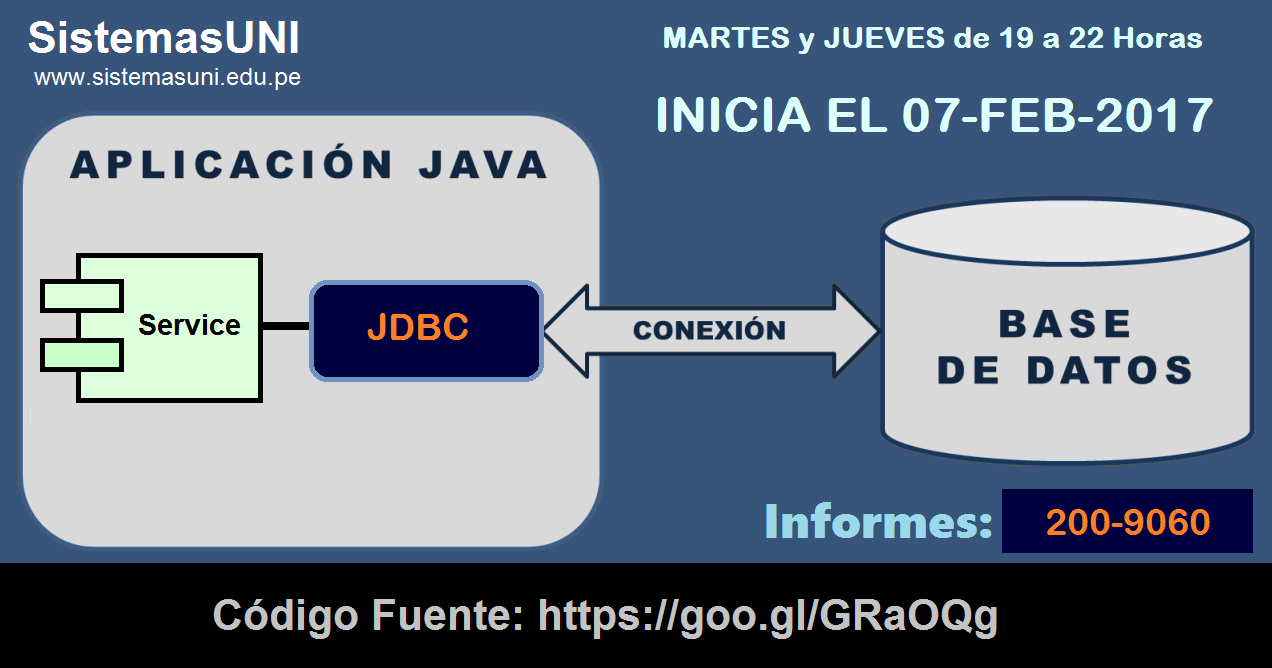 SistemasUNI
www.sistemasuni.edu.pe
MARTES y JUEVES de 19 a 22 Horas
INICIA EL 07-FEB-2017
APLICACIÓN JAVA
Service
JDBC
CONEXIÓN
BASE
DE DATOS
Informes: 200-9060
Código Fuente: https://goo.gl/GRaOQg